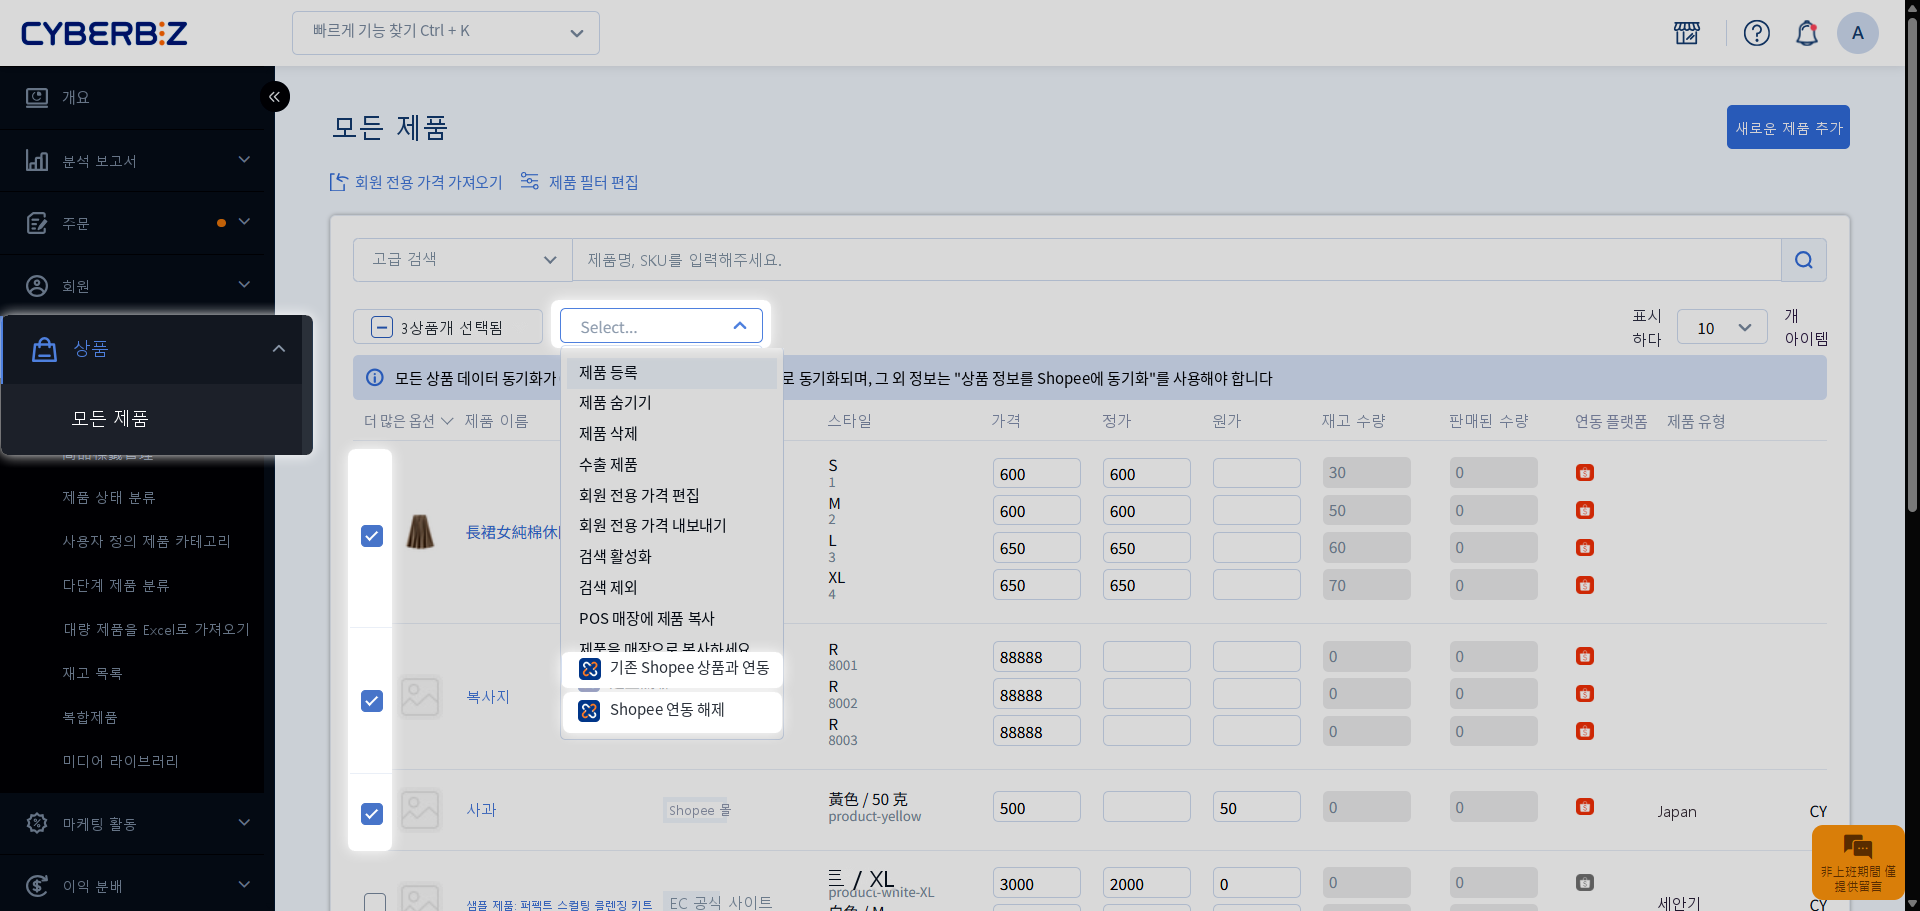 CYBERBIZ
빠르게 기능 찾기 Ctrl + K
A
개요
분석 보고서
주문
회원
상품
모든 제품
제품 상태 분류
사용자 정의 제품 카테고리
다단계 제품 분류
대량 제품을 Excel로 가져오기
재고 목록
복합제품
미디어 라이브러리
마케팅 활동
이익 분배
모든 제품
새로운 제품 추가
회원 전용 가격 가져오기
제품 필터 편집
고급 검색
제품명, SKU를 입력해주세요.
3상품개 선택됨
Select...
표시하다
10
개 아이템
모든 상품 데이터 동기화가
로 동기화되며, 그 외 정보는 "상품 정보를 Shopee에 동기화"를 사용해야 합니다
제품 등록
제품 숨기기
제품 삭제
수출 제품
회원 전용 가격 편집
회원 전용 가격 내보내기
검색 활성화
검색 제외
POS 매장에 제품 복사
제품을 매장으로 복사하세요
기존 Shopee 상품과 연동
Shopee 연동 해제
더 많은 옵션 제품 이름 스타일 가격 정가 원가 재고 수량 판매된 수량 연동 플랫폼 제품 유형
長裙女純棉休
S
1
600 600 30 0
M
2
600 600 50 0
L
3
650 650 60 0
XL
4
650 650 70 0
복사지
R
8001
88888 0 0
R
8002
88888 0 0
R
8003
88888 0 0
사과
Shopee 몰
黃色 / 50 克
product-yellow
500 50 0 0
Japan
CY
샘플 제품: 퍼펙트 스컬팅 클렌징 키트
EC 공식 사이트
/ XL
product-white-XL
3000 2000 0 0 0
세안기
CY
白色 / M
非上班期間 僅
提供留言